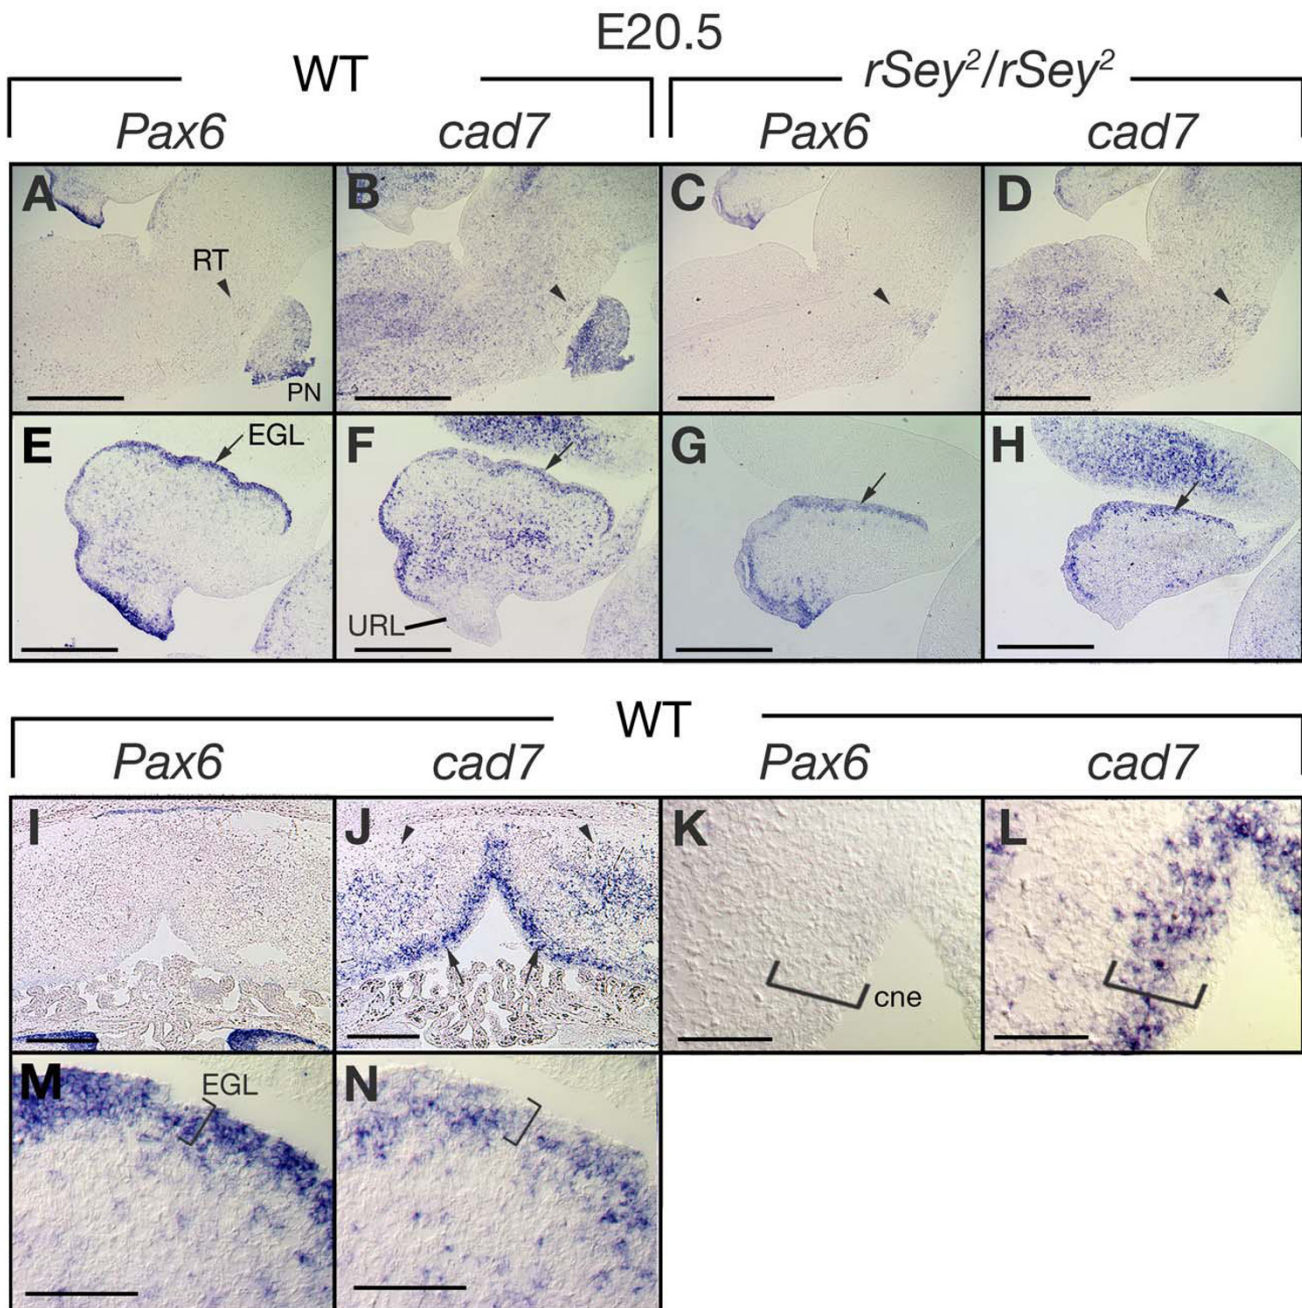 E20.5
WT rSey²/rSey²
Pax6 cad7 Pax6 cad7
A B C D
RT
PN
E F G H
EGL
URL
WT
Pax6 cad7 Pax6 cad7
I J K L
cne
M N
EGL